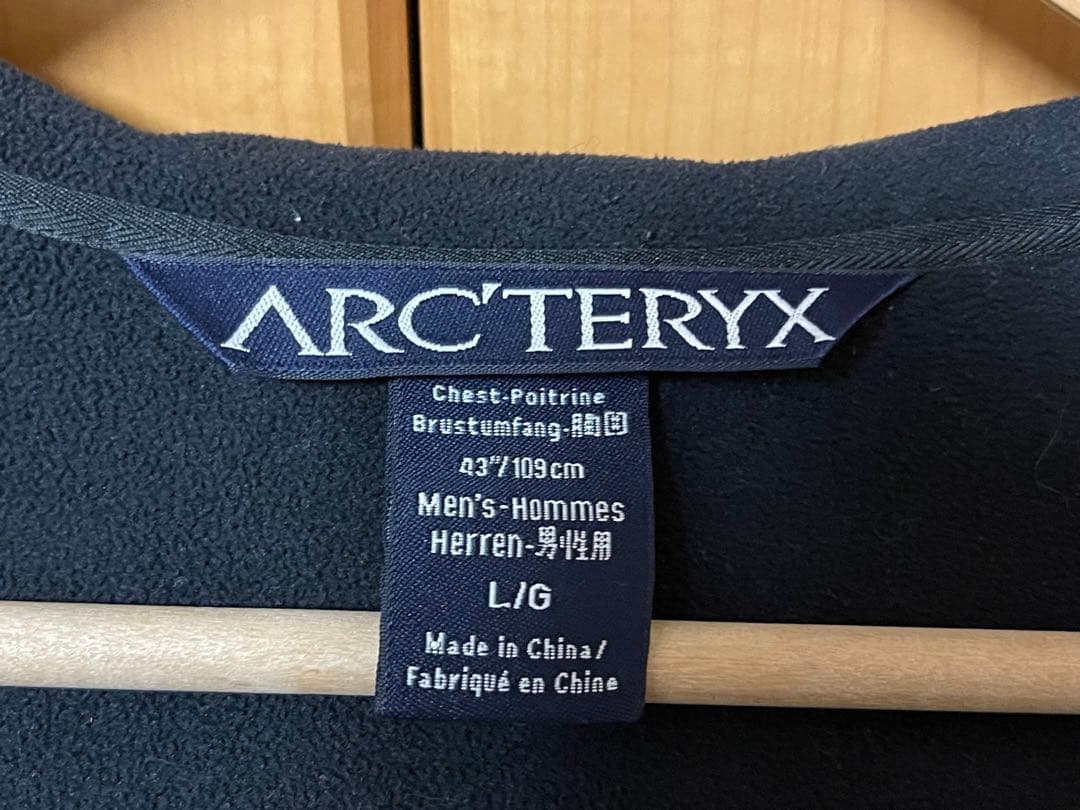 ARC'TERYX
Chest-Poitrine
Brustumfang-胸囲
43"/109cm
Men's-Hommes
Herren-男性用
L/G
Made in China/
Fabriqué en Chine